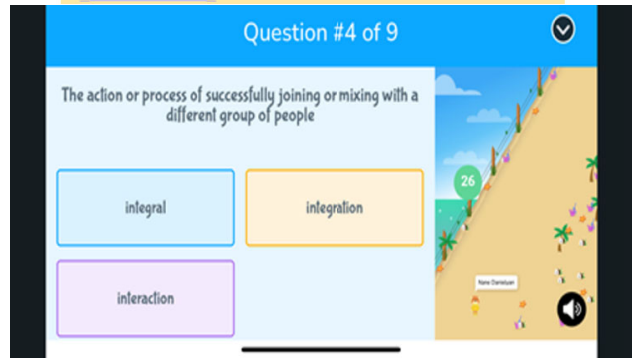 Question #4 of 9
The action or process of successfully joining or mixing with a
different group of people
26
integral
integration
interaction